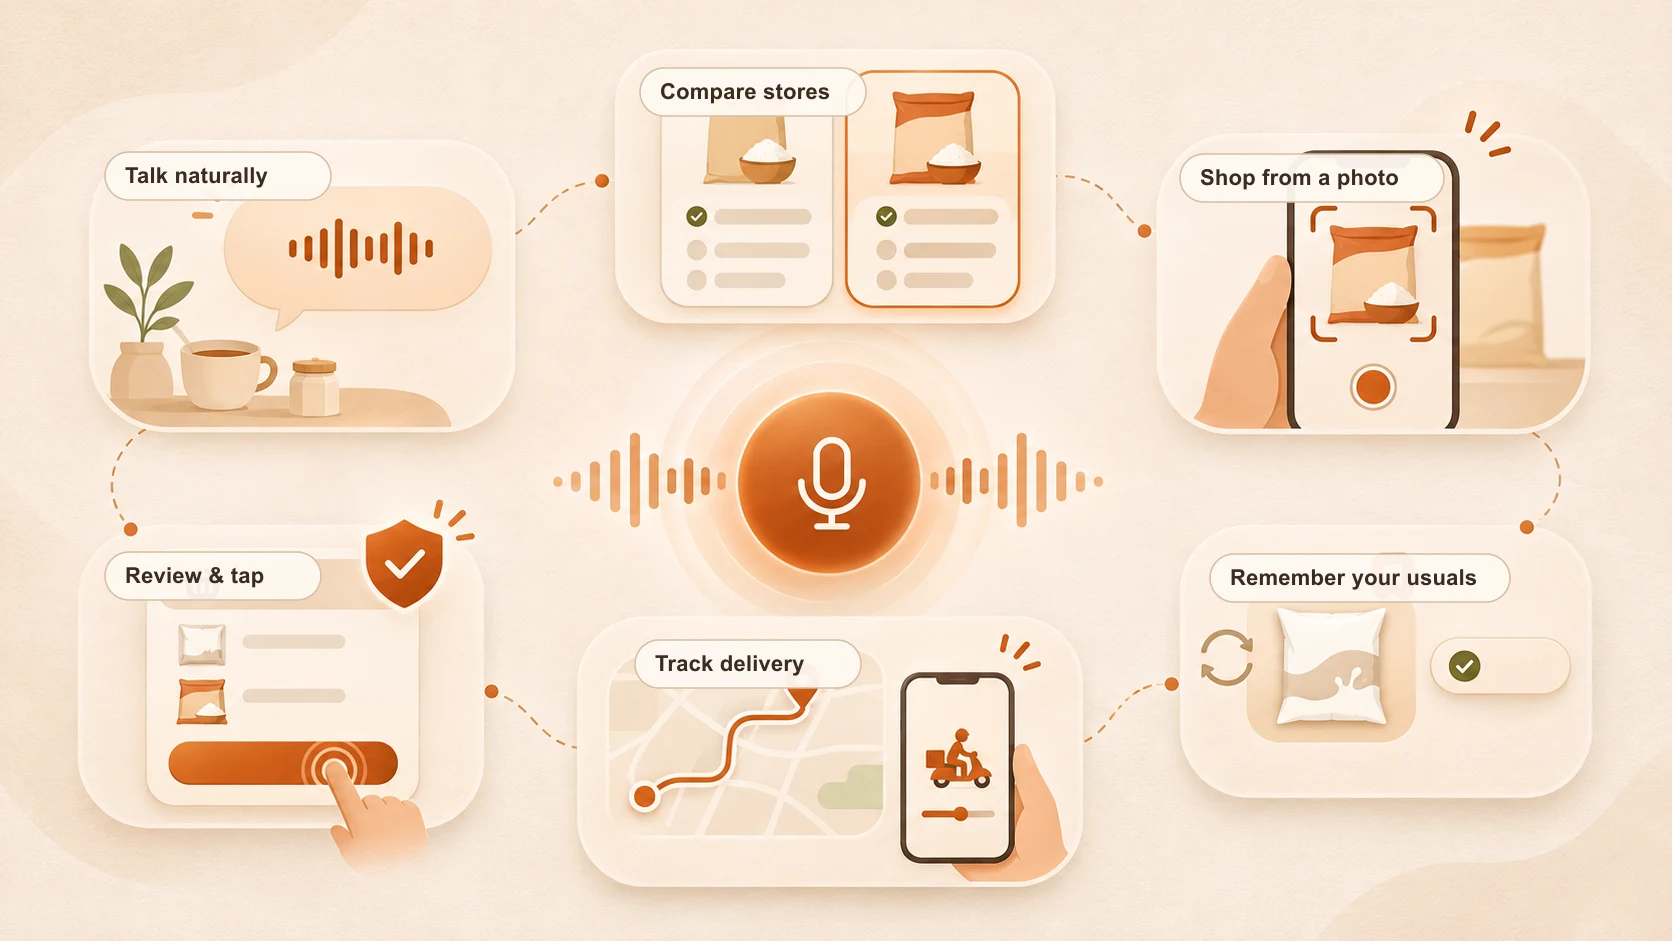 Compare stores
Talk naturally
Shop from a photo
Review & tap
Remember your usuals
Track delivery